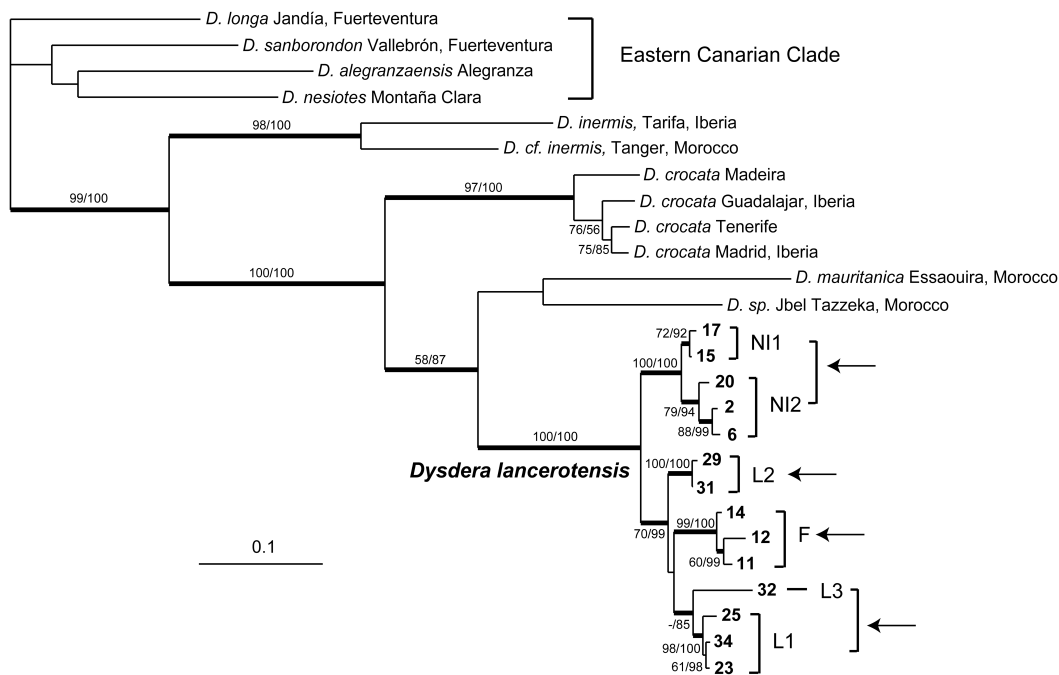 D. longa Jandía, Fuerteventura
D. sanborondon Vallebrón, Fuerteventura
Eastern Canarian Clade
D. alegranzaensis Alegranza
D. nesiotes Montaña Clara
98/100
D. inermis, Tarifa, Iberia
D. cf. inermis, Tanger, Morocco
99/100
97/100
D. crocata Madeira
D. crocata Guadalajar, Iberia
76/56
D. crocata Tenerife
75/85
D. crocata Madrid, Iberia
100/100
D. mauritanica Essaouira, Morocco
D. sp. Jbel Tazzeka, Morocco
58/87
72/92
17
NI1
15
100/100
20
79/94
2
NI2
88/99
6
100/100
Dysdera lancerotensis
100/100
29
L2
31
70/99
14
99/100
12
F
60/99
11
0.1
32
L3
-/85
25
34
L1
98/100
61/98
23